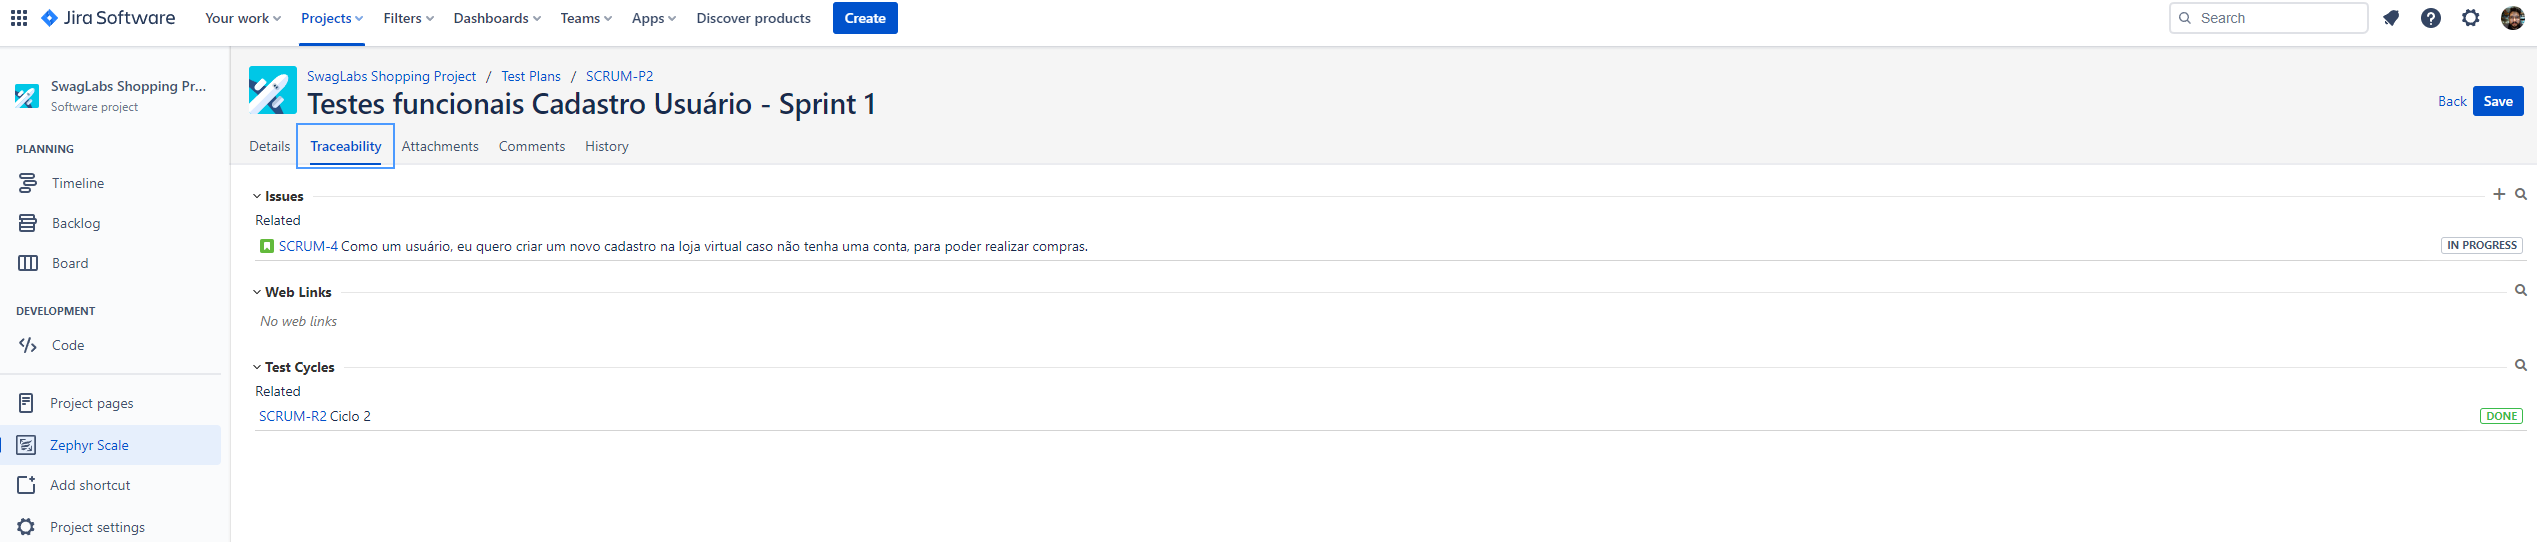 Jira Software Your work Projects Filters Dashboards Teams Apps Discover products Create Search
SwagLabs Shopping Pr...
Software project
PLANNING
Timeline
Backlog
Board
DEVELOPMENT
Code
Project pages
Zephyr Scale
Add shortcut
Project settings
SwagLabs Shopping Project / Test Plans / SCRUM-P2
Testes funcionais Cadastro Usuário - Sprint 1
Back Save
Details Traceability Attachments Comments History
Issues
Related
SCRUM-4 Como um usuário, eu quero criar um novo cadastro na loja virtual caso não tenha uma conta, para poder realizar compras. IN PROGRESS
Web Links
No web links
Test Cycles
Related
SCRUM-R2 Ciclo 2 DONE